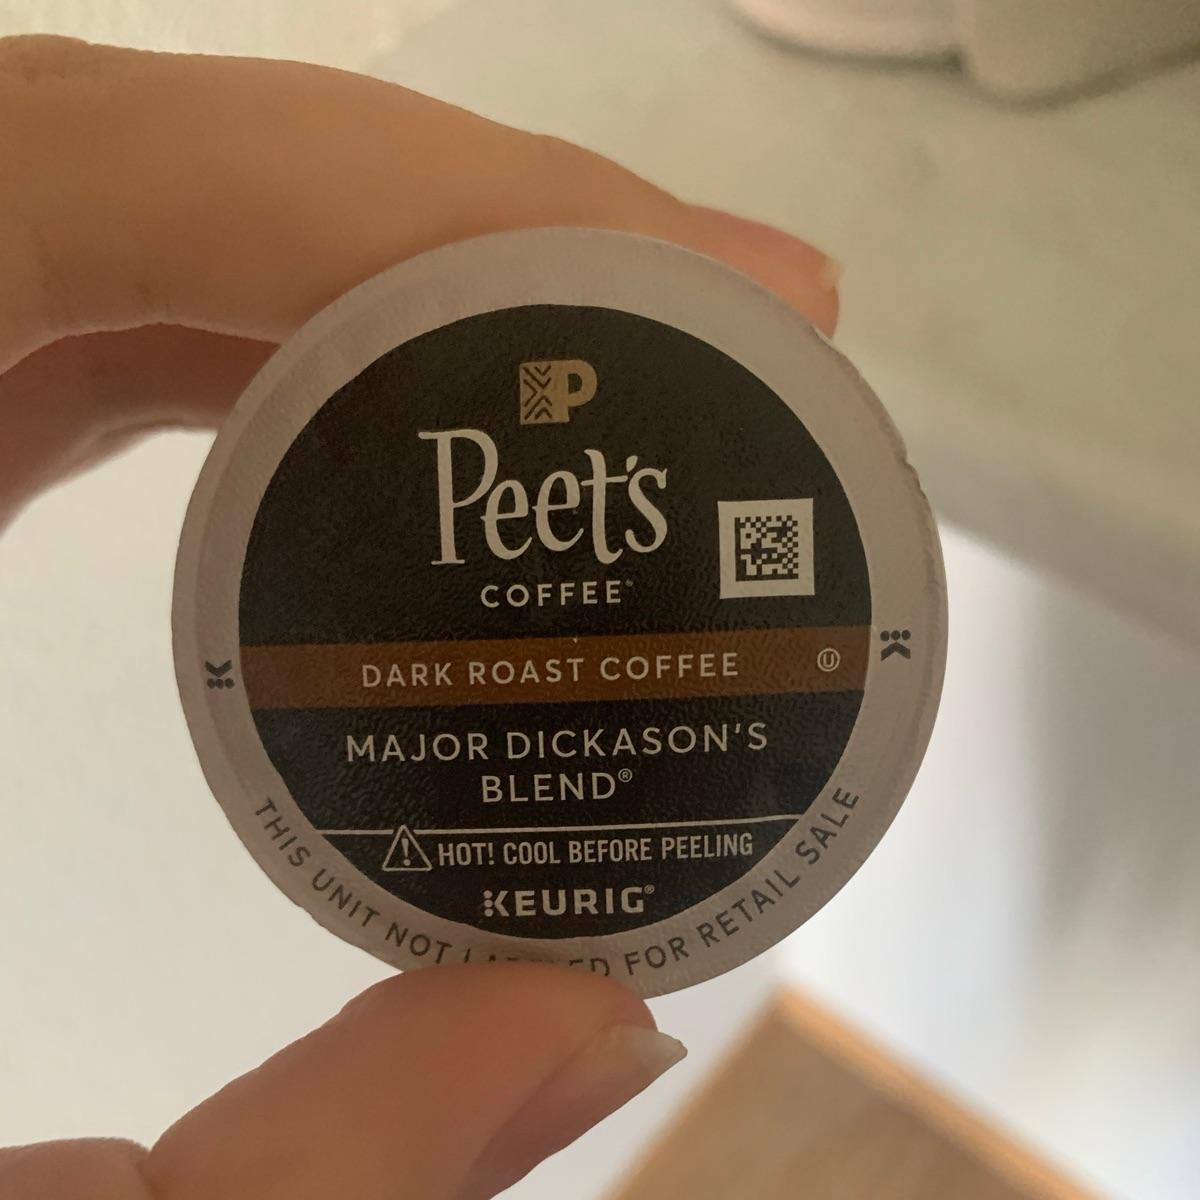 P
Peet's
COFFEE®
DARK ROAST COFFEE Ⓤ
MAJOR DICKASON'S
BLEND®
HOT! COOL BEFORE PEELING
KEURIG®
THIS UNIT NOT FOR RETAIL SALE
K
K